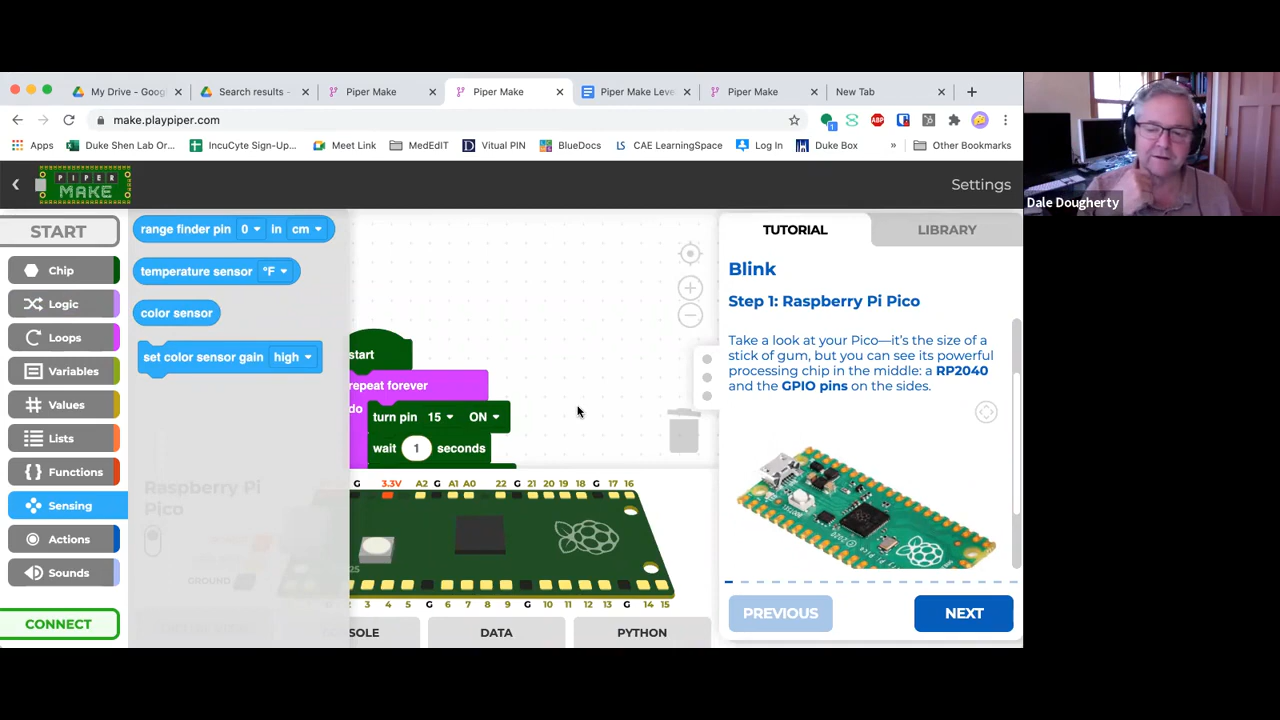 My Drive - Goog
Search results -
Piper Make
Piper Make
Piper Make Leve
Piper Make
New Tab
make.playpiper.com
Apps
Duke Shen Lab Or...
IncuCyte Sign-Up...
Meet Link
MedEdIT
Vitual PIN
BlueDocs
CAE LearningSpace
Log In
Duke Box
»
Other Bookmarks
PIPER
MAKE
Settings
START
Chip
Logic
Loops
Variables
Values
Lists
Functions
Sensing
Actions
Sounds
CONNECT
range finder pin 0 in cm
temperature sensor °F
color sensor
set color sensor gain high
Raspberry Pi
Pico
GROUND
start
repeat forever
do
turn pin 15 ON
wait 1 seconds
G 3.3V A2 G A1 A0 22 G 21 20 19 18 G 17 16
25
2 3 4 5 G 6 7 8 9 G 10 11 12 13 G 14 15
SOLE
DATA
PYTHON
TUTORIAL
LIBRARY
Blink
Step 1: Raspberry Pi Pico
Take a look at your Pico—it's the size of a
stick of gum, but you can see its powerful
processing chip in the middle: a RP2040
and the GPIO pins on the sides.
PREVIOUS
NEXT
Dale Dougherty